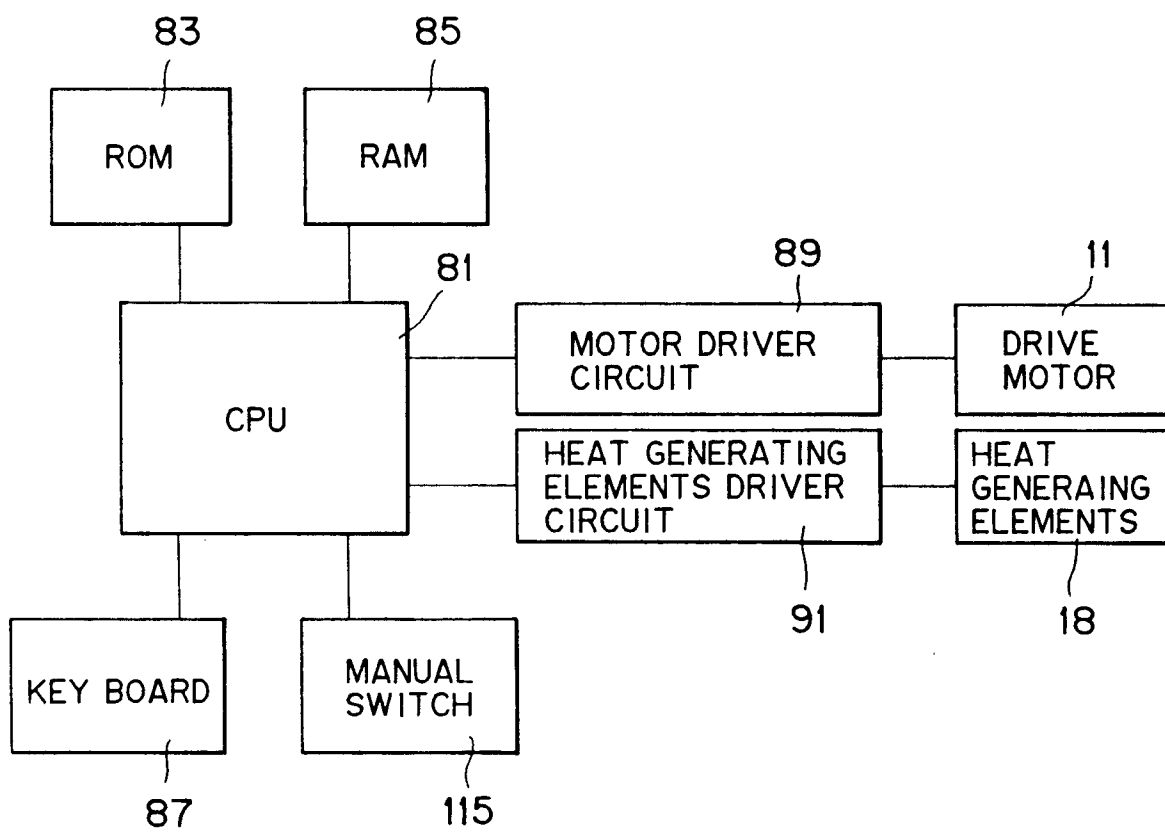 83
85
ROM
RAM
81
89
11
CPU
MOTOR DRIVER
CIRCUIT
DRIVE
MOTOR
HEAT GENERATING
ELEMENTS DRIVER
CIRCUIT
HEAT
GENERAING
ELEMENTS
91
18
KEY BOARD
MANUAL
SWITCH
87
115